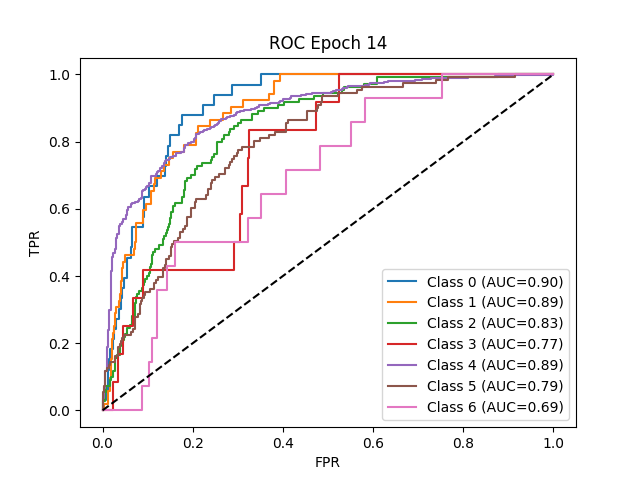 ROC Epoch 14
TPR
1.0
0.8
0.6
0.4
0.2
0.0
Class 0 (AUC=0.90)
Class 1 (AUC=0.89)
Class 2 (AUC=0.83)
Class 3 (AUC=0.77)
Class 4 (AUC=0.89)
Class 5 (AUC=0.79)
Class 6 (AUC=0.69)
0.0 0.2 0.4 0.6 0.8 1.0
FPR